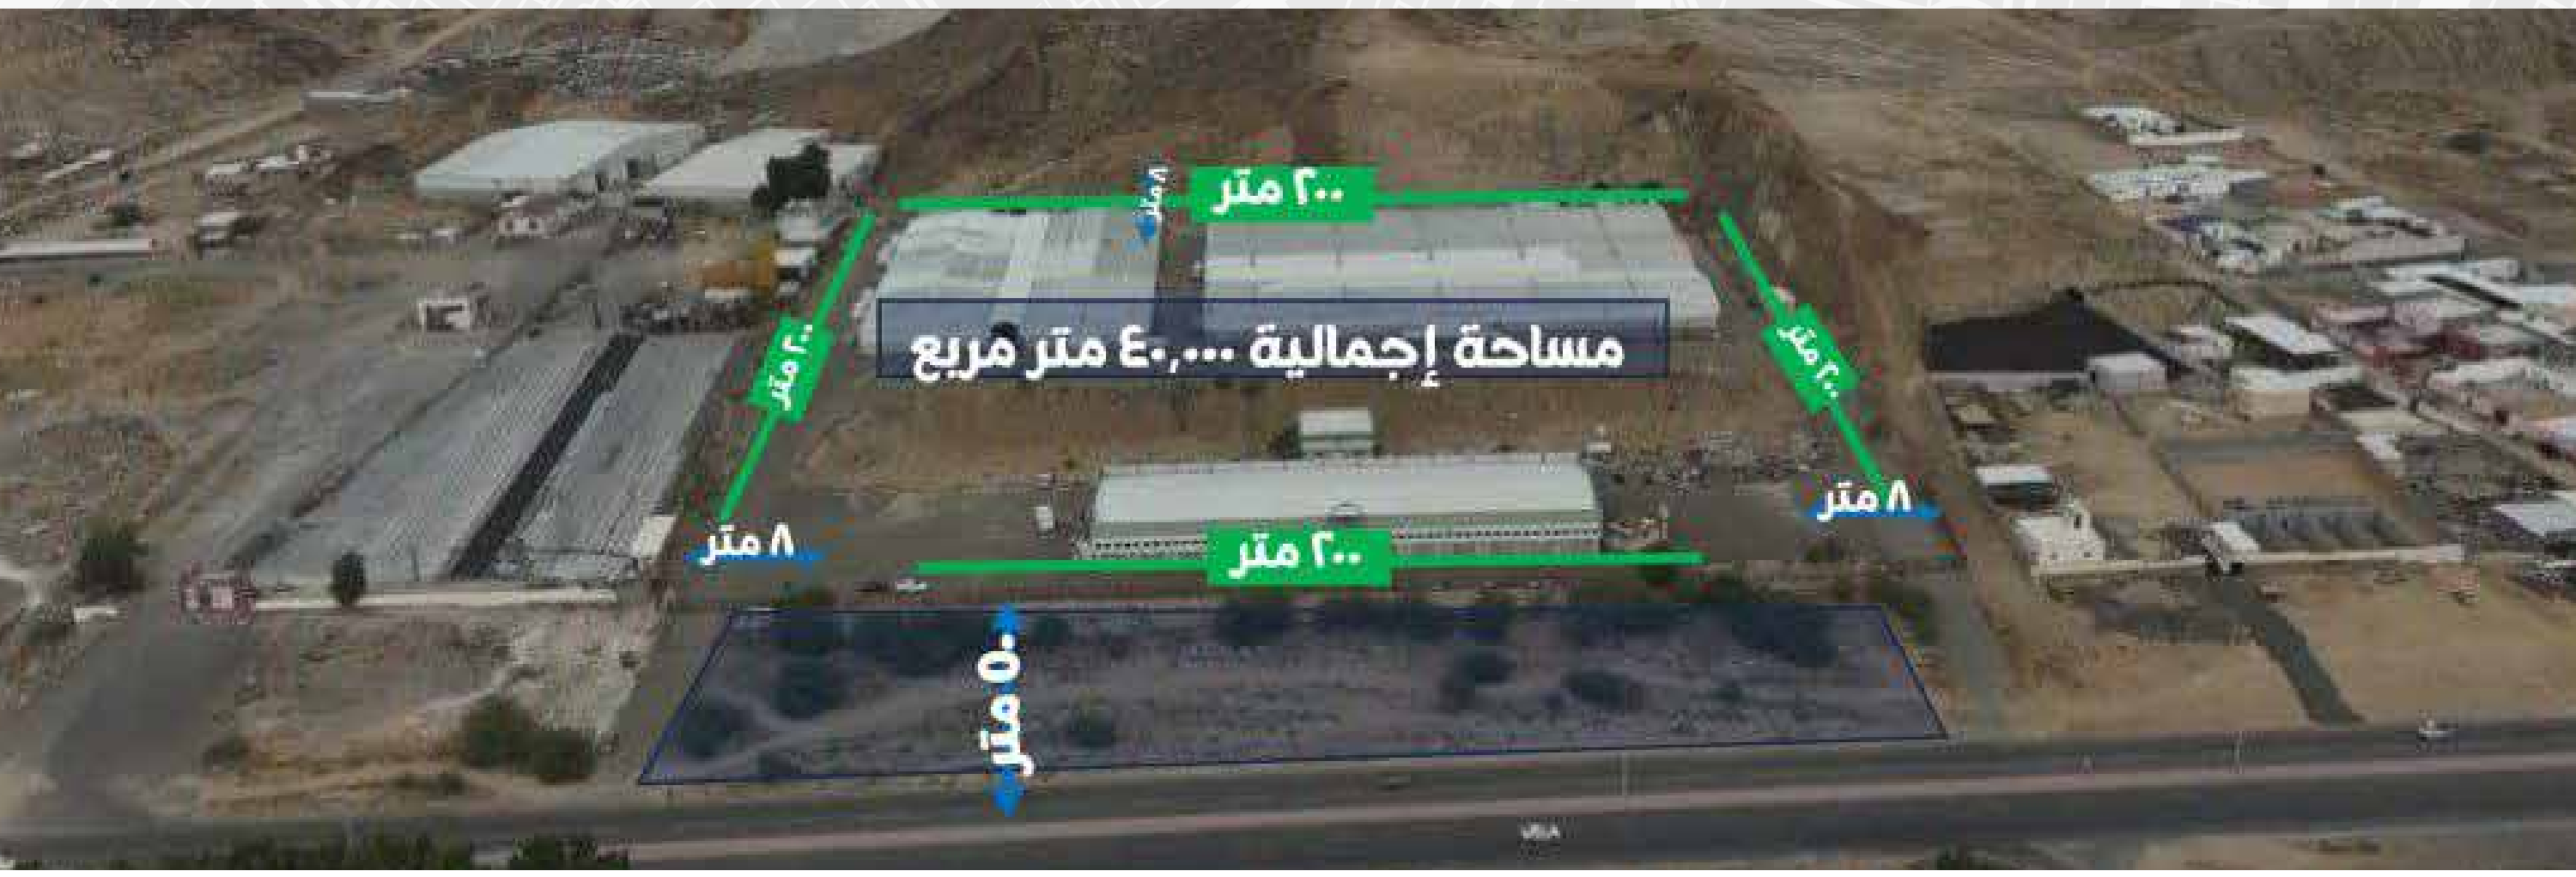 ٨ متر
٢٠٠ متر
٢٠٠ متر
٢٠٠ متر
مساحة إجمالية ٤٠,٠٠٠ متر مربع
٨ متر
٨ متر
٢٠٠ متر
٥٠ متر